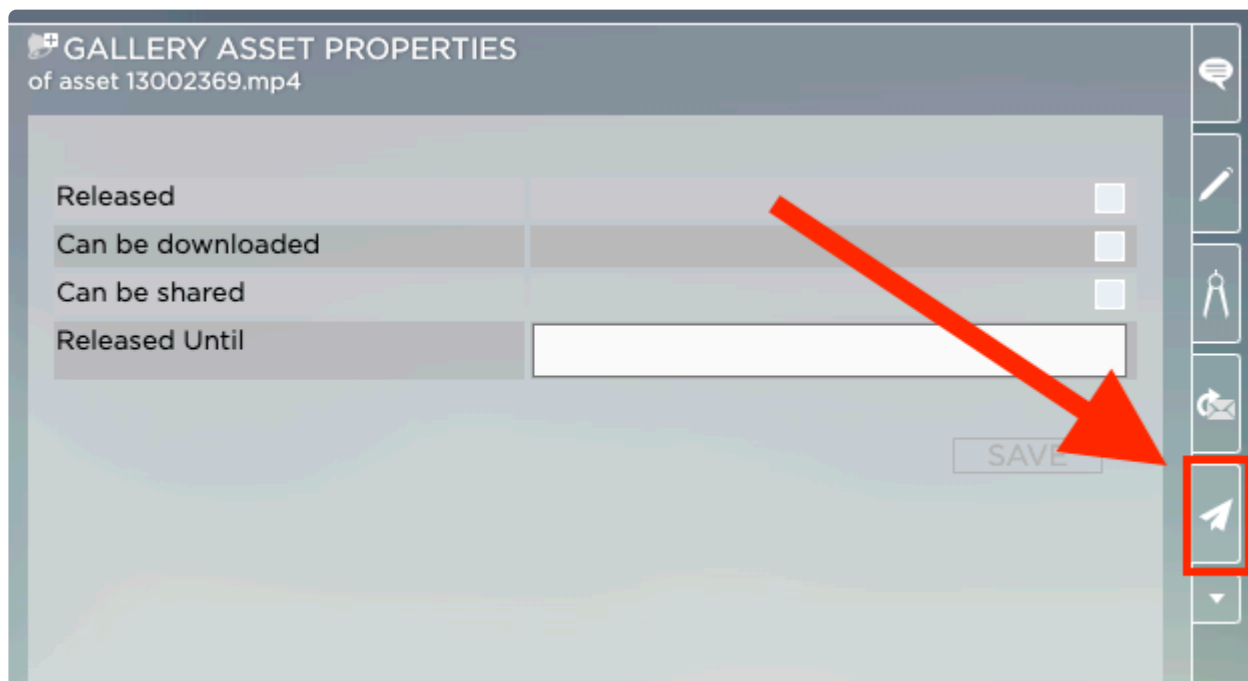 GALLERY ASSET PROPERTIES
of asset 13002369.mp4
Released
Can be downloaded
Can be shared
Released Until
SAVE